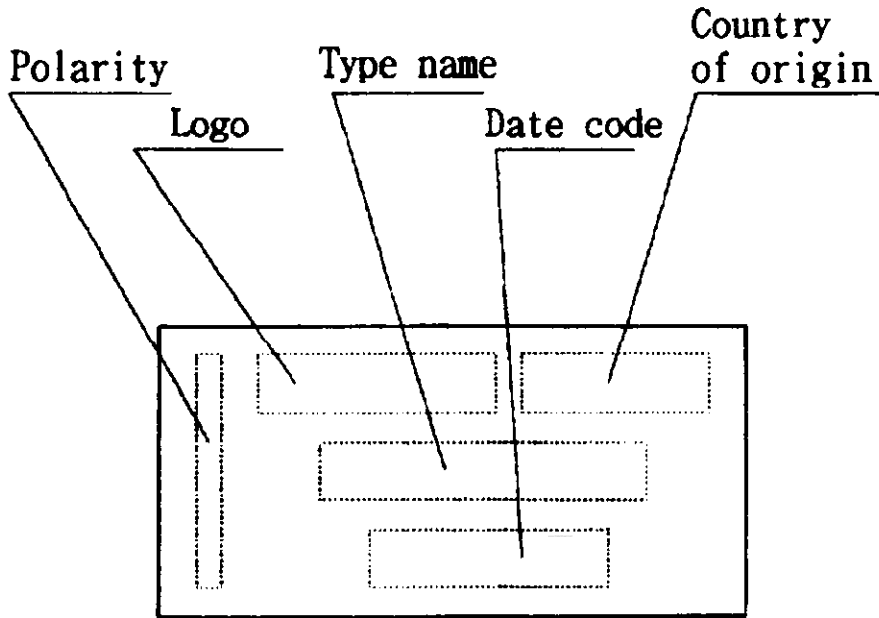 Polarity
Logo
Type name
Date code
Country
of origin